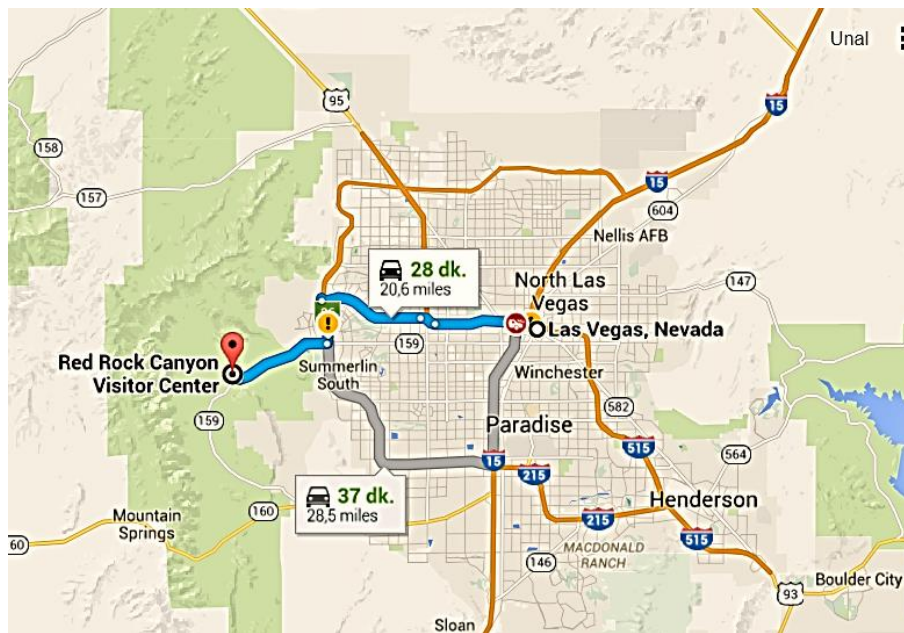 Unal
95
15
158
157
15
604
Nellis AFB
28 dk.
20,6 miles
North Las
Vegas
147
Las Vegas, Nevada
159
Red Rock Canyon
Visitor Center
Summerlin
South
Winchester
159
Paradise
582
564
15
215
515
37 dk.
28,5 miles
Henderson
160
Mountain
Springs
60
215
515
MACDONALD
RANCH
146
Boulder City
93
Sloan